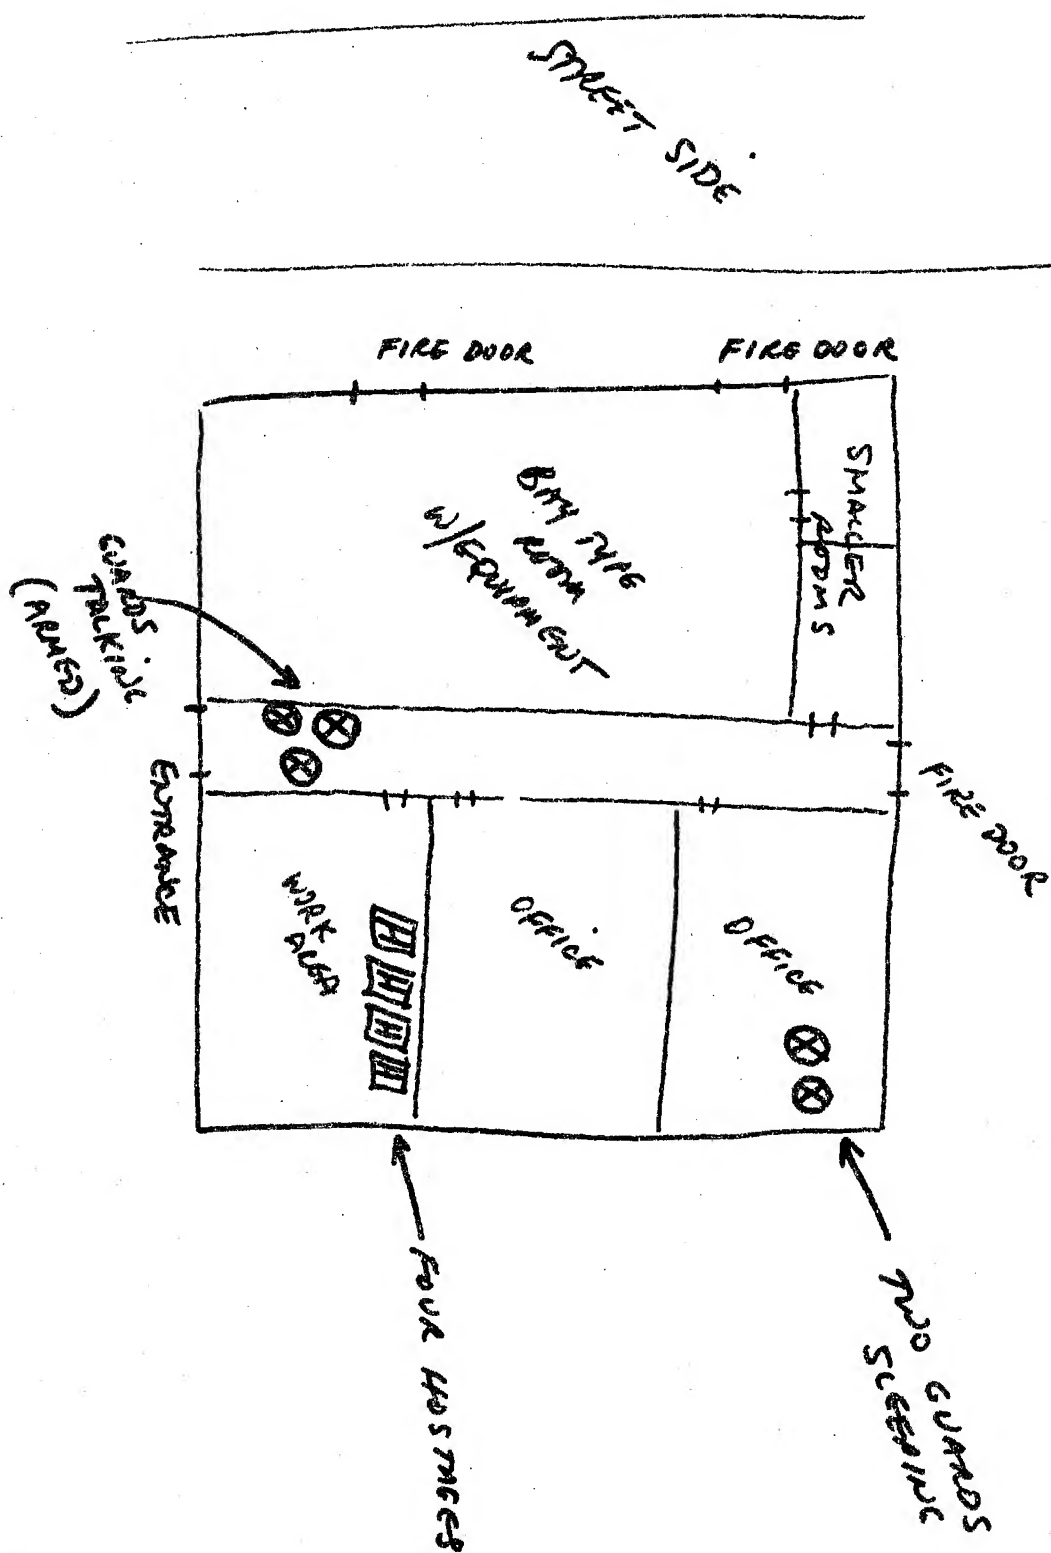 STREET SIDE
FIRE DOOR
FIRE DOOR
SMALLER
ROOMS
BAY TYPE
ROOM
W/EQUIPMENT
GUARDS
TALKING
(ARMED)
ENTRANCE
FIRE DOOR
WORK
AREA
OFFICE
OFFICE
H
H
H
H
FOUR HOSTAGES
TWO GUARDS
SLEEPING